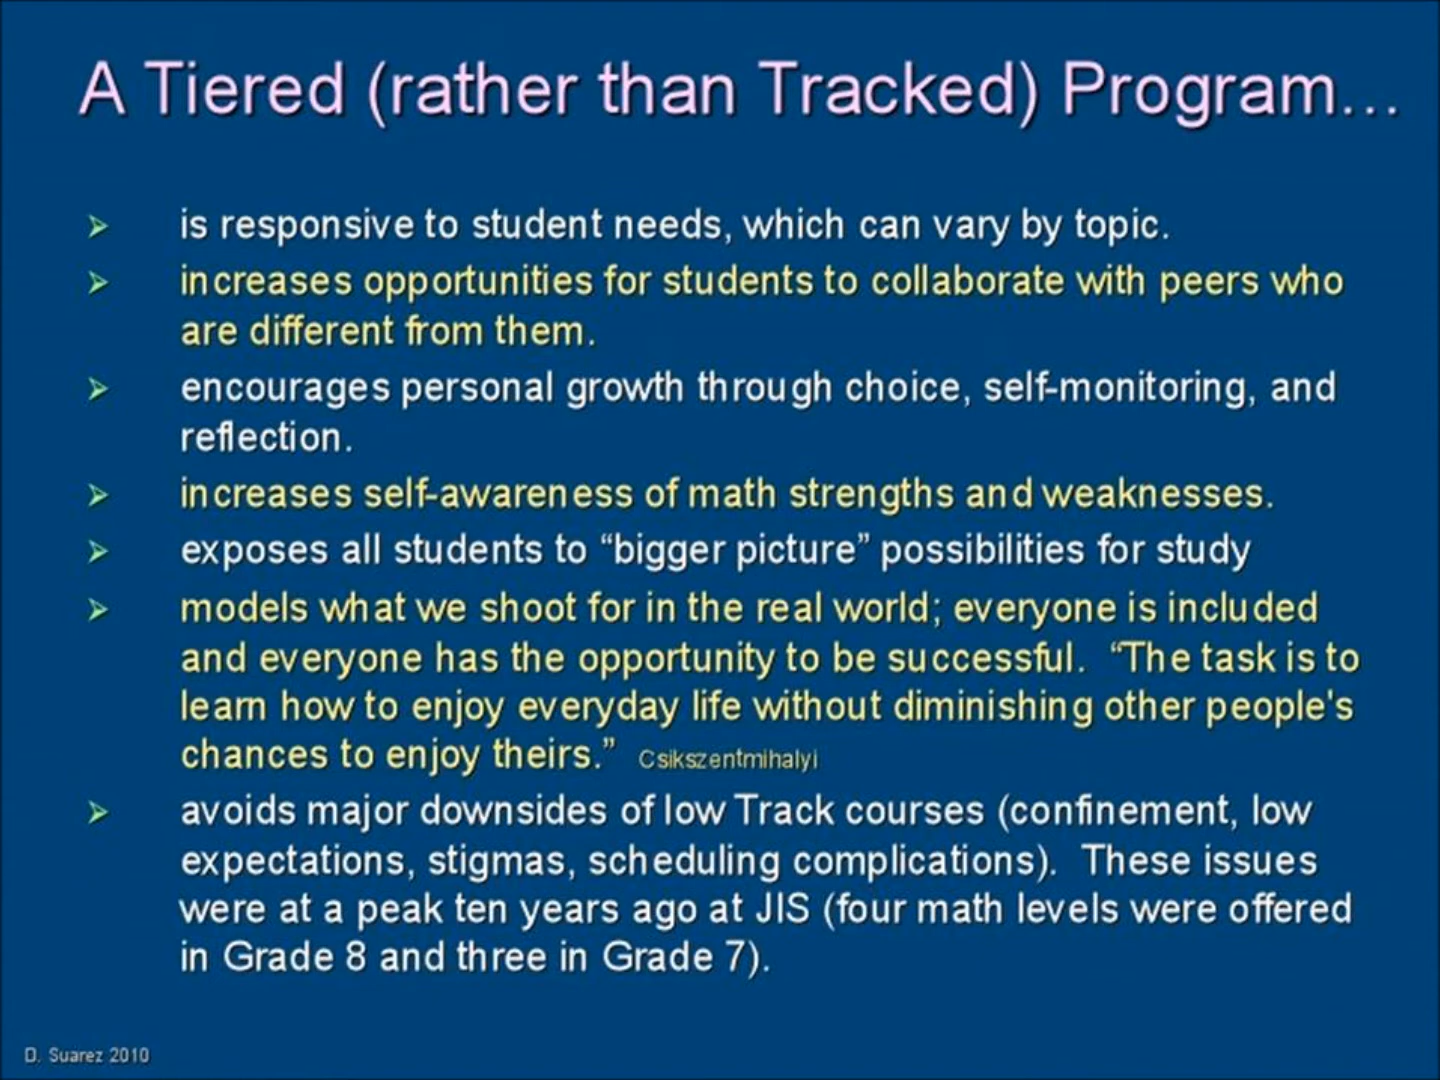 A Tiered (rather than Tracked) Program...
is responsive to student needs, which can vary by topic.
increases opportunities for students to collaborate with peers who
are different from them.
encourages personal growth through choice, self-monitoring, and
reflection.
increases self-awareness of math strengths and weaknesses.
exposes all students to “bigger picture” possibilities for study
models what we shoot for in the real world; everyone is included
and everyone has the opportunity to be successful. “The task is to
learn how to enjoy everyday life without diminishing other people's
chances to enjoy theirs.” Csikszentmihalyi
avoids major downsides of low Track courses (confinement, low
expectations, stigmas, scheduling complications). These issues
were at a peak ten years ago at JIS (four math levels were offered
in Grade 8 and three in Grade 7).
D. Suarez 2010